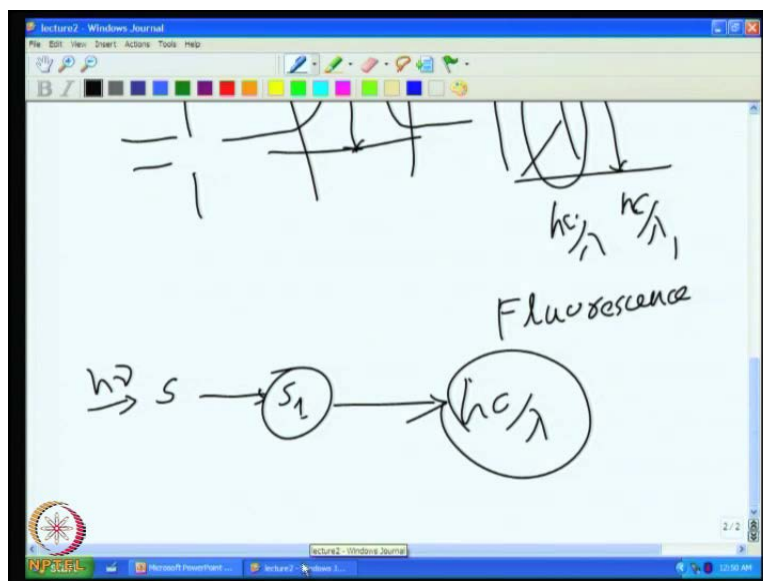 lecture2 - Windows Journal
File Edit View Insert Actions Tools Help
B I
hc/λ hc/λ1
Fluorescence
hν S S1 hc/λ
2/2
lecture2 - Windows Journal
NPTEL Microsoft PowerPoint ... lecture2 - Windows J... 12:50 AM